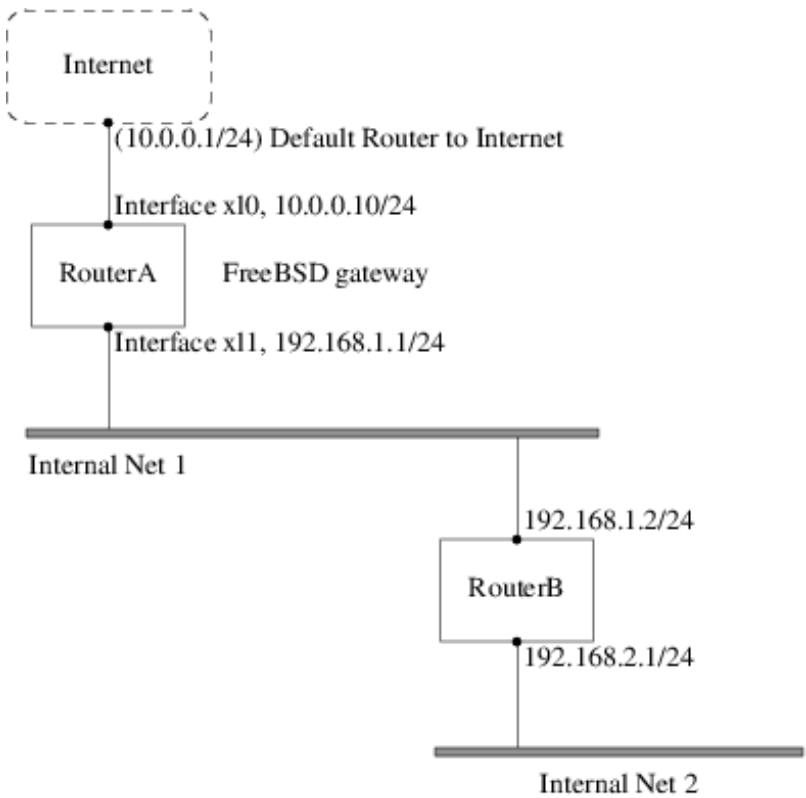 Internet
(10.0.0.1/24) Default Router to Internet
Interface xl0, 10.0.0.10/24
RouterA
FreeBSD gateway
Interface xl1, 192.168.1.1/24
Internal Net 1
192.168.1.2/24
RouterB
192.168.2.1/24
Internal Net 2